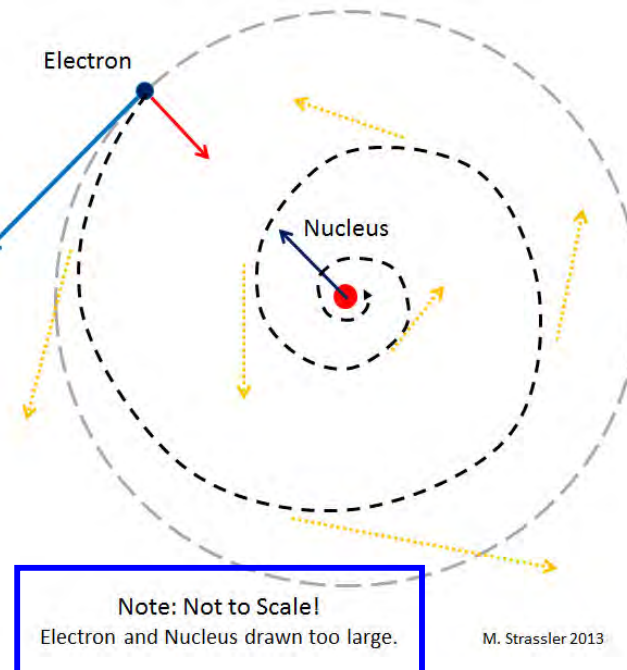 Electron
Nucleus
Note: Not to Scale!
Electron and Nucleus drawn too large.
M. Strassler 2013